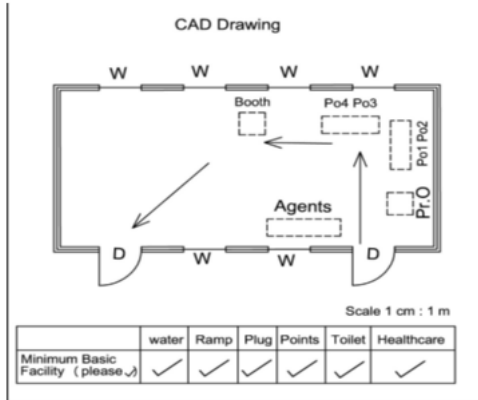 CAD Drawing
W W W W
Booth Po4 Po3
Po1 Po2
Pr.O
Agents
D W W D
Scale 1 cm : 1 m
water Ramp Plug Points Toilet Healthcare
Minimum Basic
Facility ( please ✓) ✓ ✓ ✓ ✓ ✓ ✓